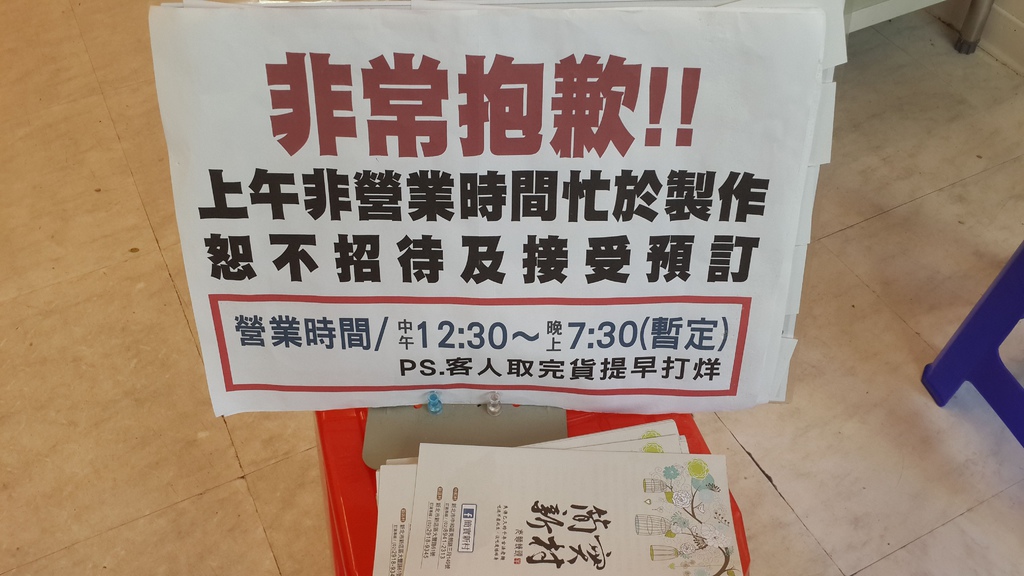 非常抱歉!!
上午非營業時間忙於製作
恕不招待及接受預訂
營業時間/中午12:30～晚上7:30(暫定)
PS.客人取完貨提早打烊
簡寶新村